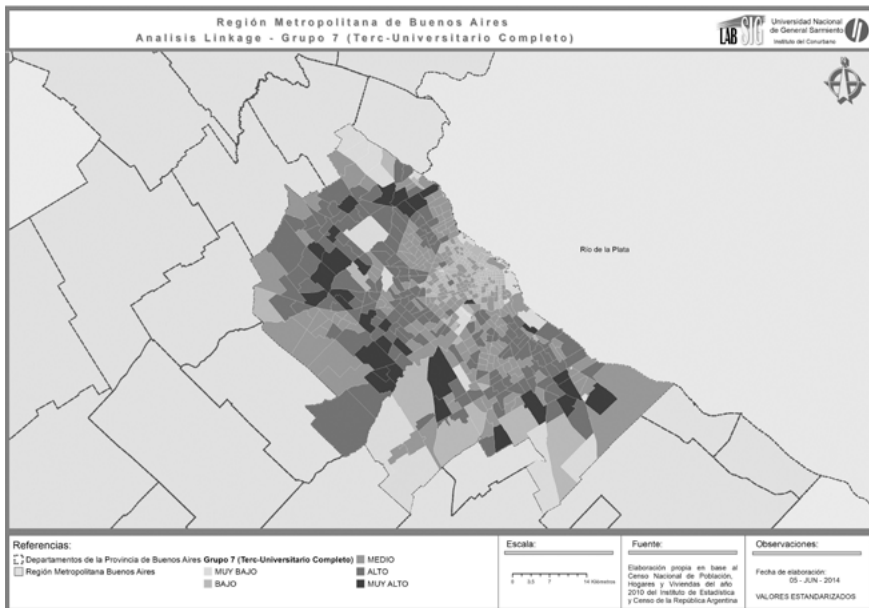 Región Metropolitana de Buenos Aires
Analisis Linkage - Grupo 7 (Terc-Universitario Completo)
LAB SIG
Universidad Nacional
de General Sarmiento
Instituto del Conurbano
Río de la Plata
Referencias:
Departamentos de la Provincia de Buenos Aires
Región Metropolitana Buenos Aires
Grupo 7 (Terc-Universitario Completo)
MUY BAJO
BAJO
MEDIO
ALTO
MUY ALTO
Escala:
0 3,5 7 14 Kilómetros
Fuente:
Elaboración propia en base al
Censo Nacional de Población,
Hogares y Viviendas del año
2010 del Instituto de Estadística
y Censo de la República Argentina
Observaciones:
Fecha de elaboración:
05 - JUN - 2014
VALORES ESTANDARIZADOS